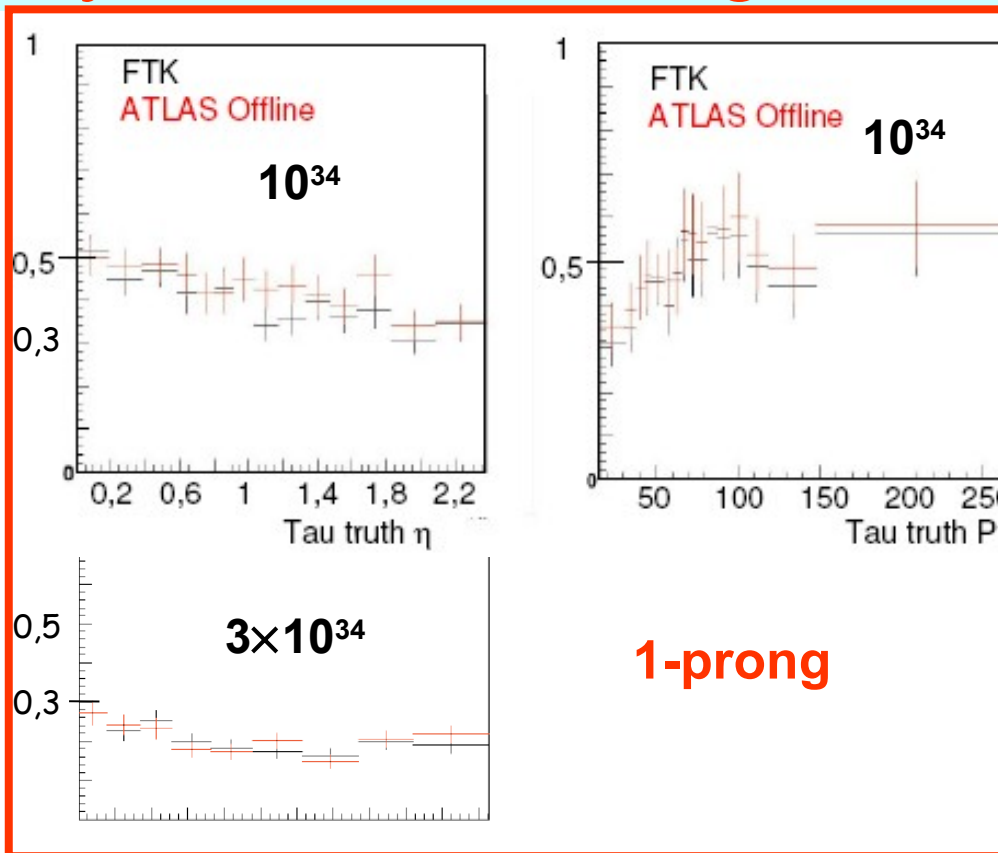 1
FTK
ATLAS Offline
10³⁴
0,5
0,3
0
0,2 0,6 1 1,4 1,8 2,2
Tau truth η
1
FTK
ATLAS Offline
10³⁴
0,5
0
50 100 150 200 250
Tau truth P
0,5
3×10³⁴
0,3
1-prong